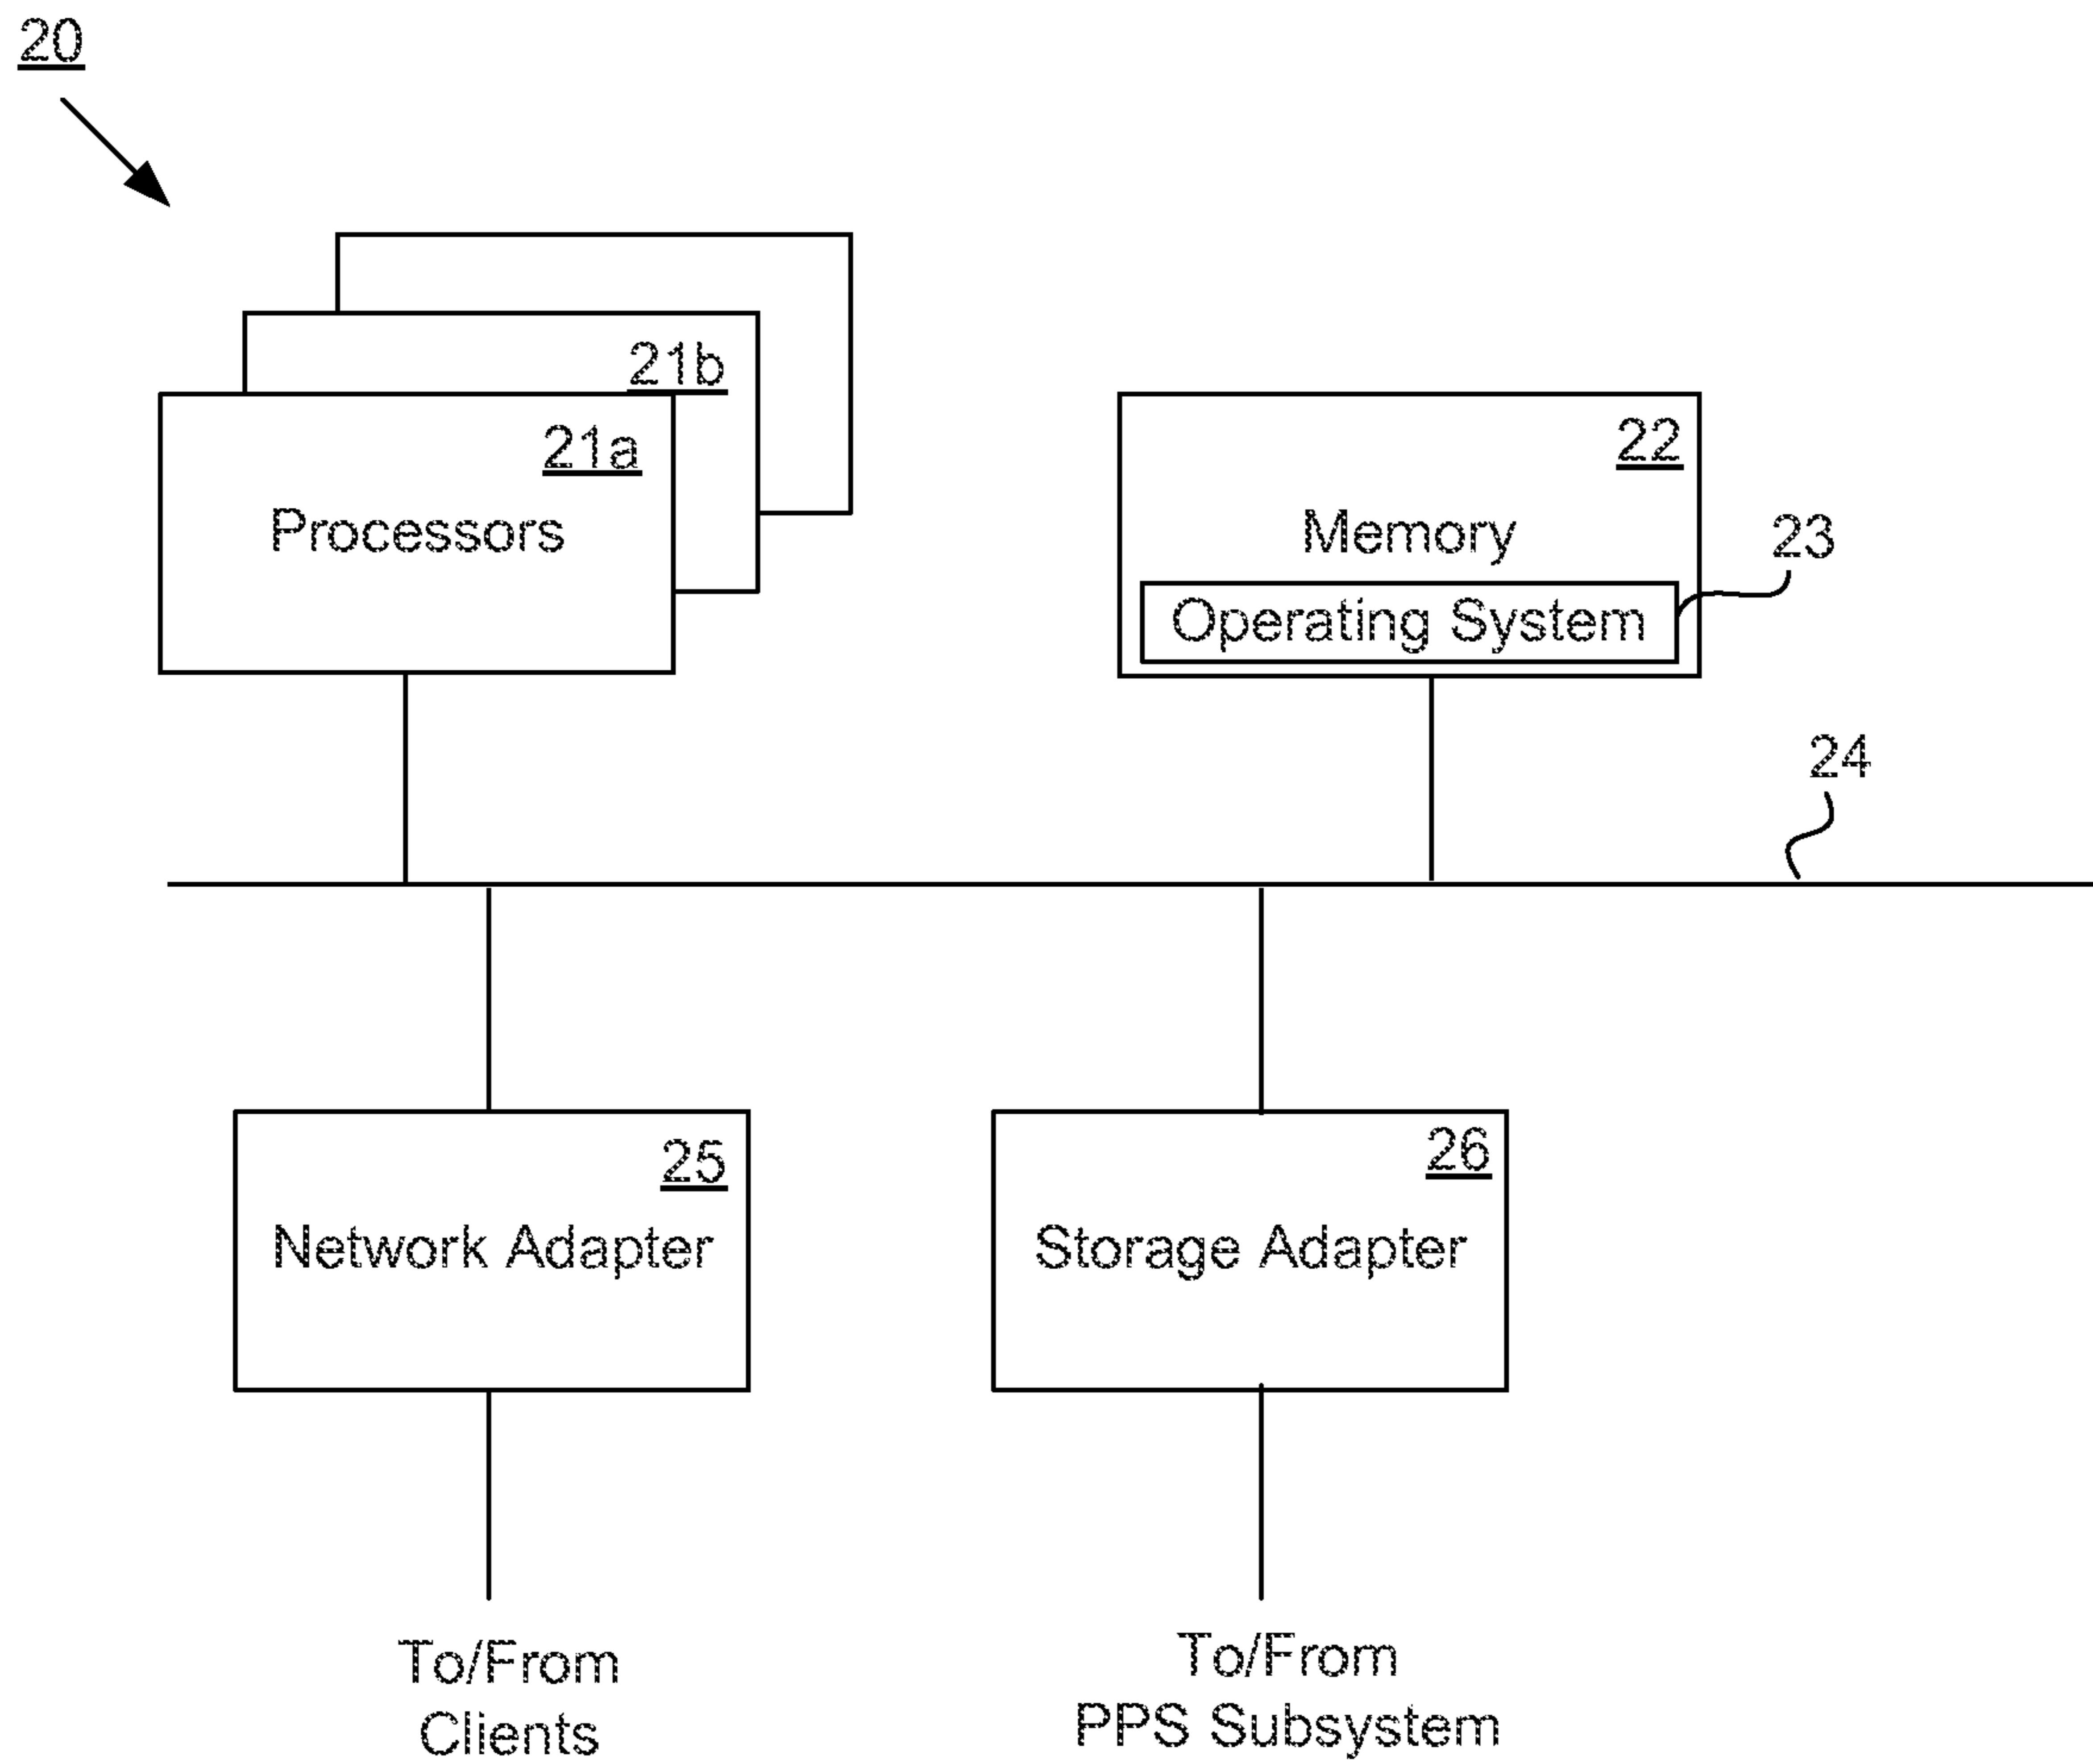 20
21b
21a
Processors
22
Memory
23
Operating System
24
25
Network Adapter
26
Storage Adapter
To/From
Clients
To/From
PPS Subsystem